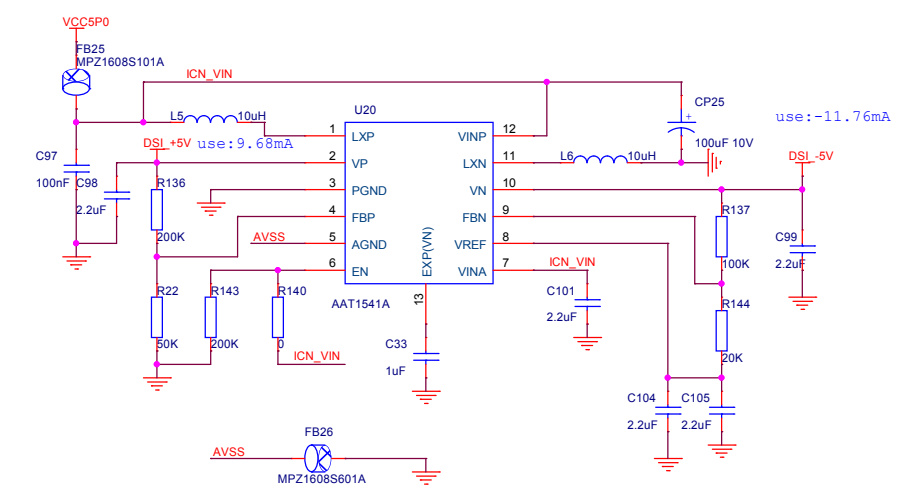 VCC5P0
FB25
MPZ1608S101A
ICN_VIN
CP25
+
100uF 10V
use:-11.76mA
U20
L5
10uH
1
LXP
VINP
12
DSI_+5V
use:9.68mA
2
VP
LXN
11
L6
10uH
DSI_-5V
C97
100nF
C98
2.2uF
R136
200K
3
PGND
VN
10
4
FBP
FBN
9
R137
100K
AVSS
5
AGND
VREF
8
C99
2.2uF
6
EN
EXP(VN)
VINA
7
ICN_VIN
R22
50K
R143
200K
R140
0
AAT1541A
13
C101
2.2uF
R144
20K
ICN_VIN
C33
1uF
C104
2.2uF
C105
2.2uF
FB26
AVSS
MPZ1608S601A